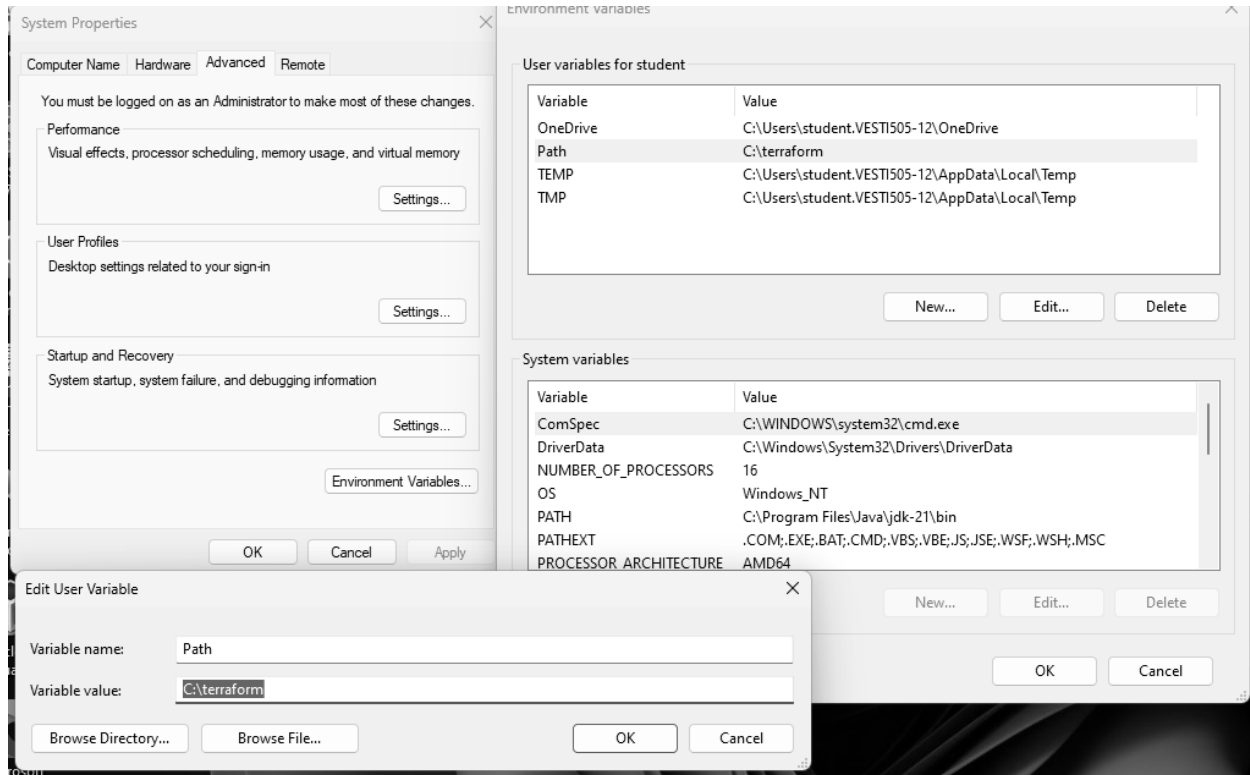 System Properties
Computer Name Hardware Advanced Remote
You must be logged on as an Administrator to make most of these changes.
Performance
Visual effects, processor scheduling, memory usage, and virtual memory
Settings...
User Profiles
Desktop settings related to your sign-in
Settings...
Startup and Recovery
System startup, system failure, and debugging information
Settings...
Environment Variables...
OK Cancel Apply
Environment Variables
User variables for student
Variable Value
OneDrive C:\Users\student.VESTI505-12\OneDrive
Path C:\terraform
TEMP C:\Users\student.VESTI505-12\AppData\Local\Temp
TMP C:\Users\student.VESTI505-12\AppData\Local\Temp
New... Edit... Delete
System variables
Variable Value
ComSpec C:\WINDOWS\system32\cmd.exe
DriverData C:\Windows\System32\Drivers\DriverData
NUMBER_OF_PROCESSORS 16
OS Windows_NT
PATH C:\Program Files\Java\jdk-21\bin
PATHEXT .COM;.EXE;.BAT;.CMD;.VBS;.VBE;.JS;.JSE;.WSF;.WSH;.MSC
PROCESSOR_ARCHITECTURE AMD64
New... Edit... Delete
OK Cancel
Edit User Variable
Variable name: Path
Variable value: C:\terraform
Browse Directory... Browse File... OK Cancel